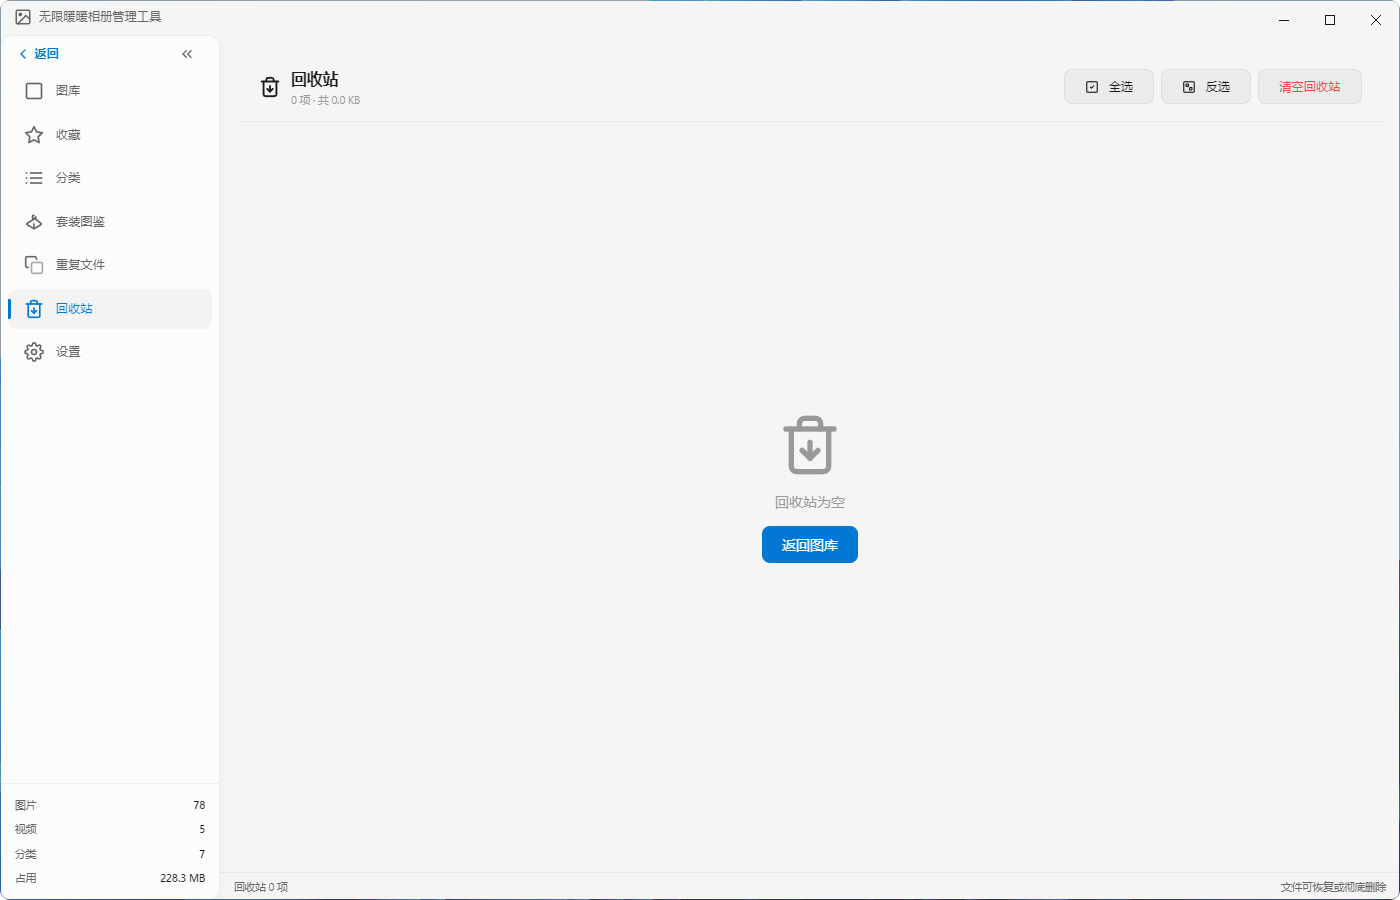 无限暖暖相册管理工具
返回
图库
收藏
分类
套装图鉴
重复文件
回收站
设置
图片 78
视频 5
分类 7
占用 228.3 MB
回收站
0 项 · 共 0.0 KB
全选
反选
清空回收站
回收站为空
返回图库
回收站 0 项
文件可恢复或彻底删除